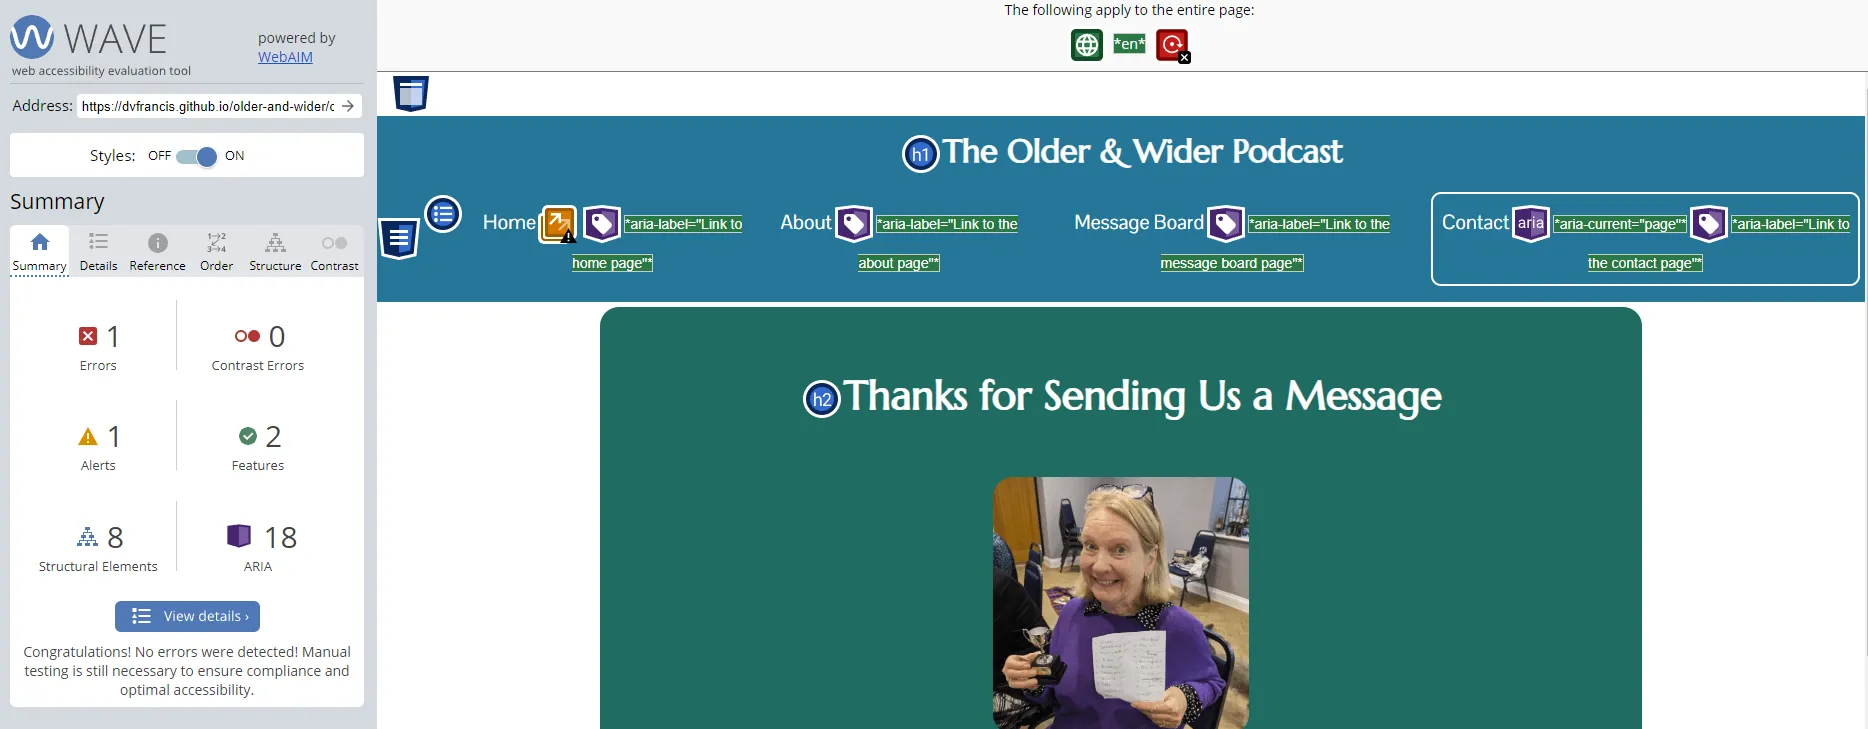 WAVE
powered by
WebAIM
web accessibility evaluation tool
Address: https://dvfrancis.github.io/older-and-wider/c
Styles: OFF ON
Summary
Summary Details Reference Order Structure Contrast
1 Errors
0 Contrast Errors
1 Alerts
2 Features
8 Structural Elements
18 ARIA
View details ›
Congratulations! No errors were detected! Manual
testing is still necessary to ensure compliance and
optimal accessibility.
The following apply to the entire page:
*en*
h1 The Older & Wider Podcast
Home *aria-label="Link to
home page"*
About *aria-label="Link to the
about page"*
Message Board *aria-label="Link to the
message board page"*
Contact aria *aria-current="page"* *aria-label="Link to
the contact page"*
h2 Thanks for Sending Us a Message